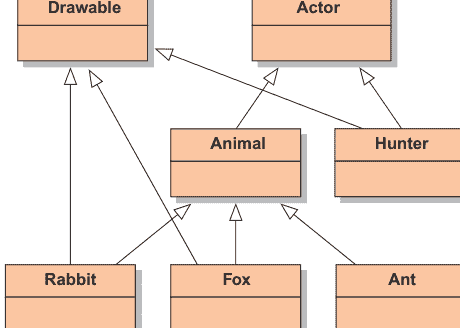 Drawable
Actor
Animal
Hunter
Rabbit
Fox
Ant